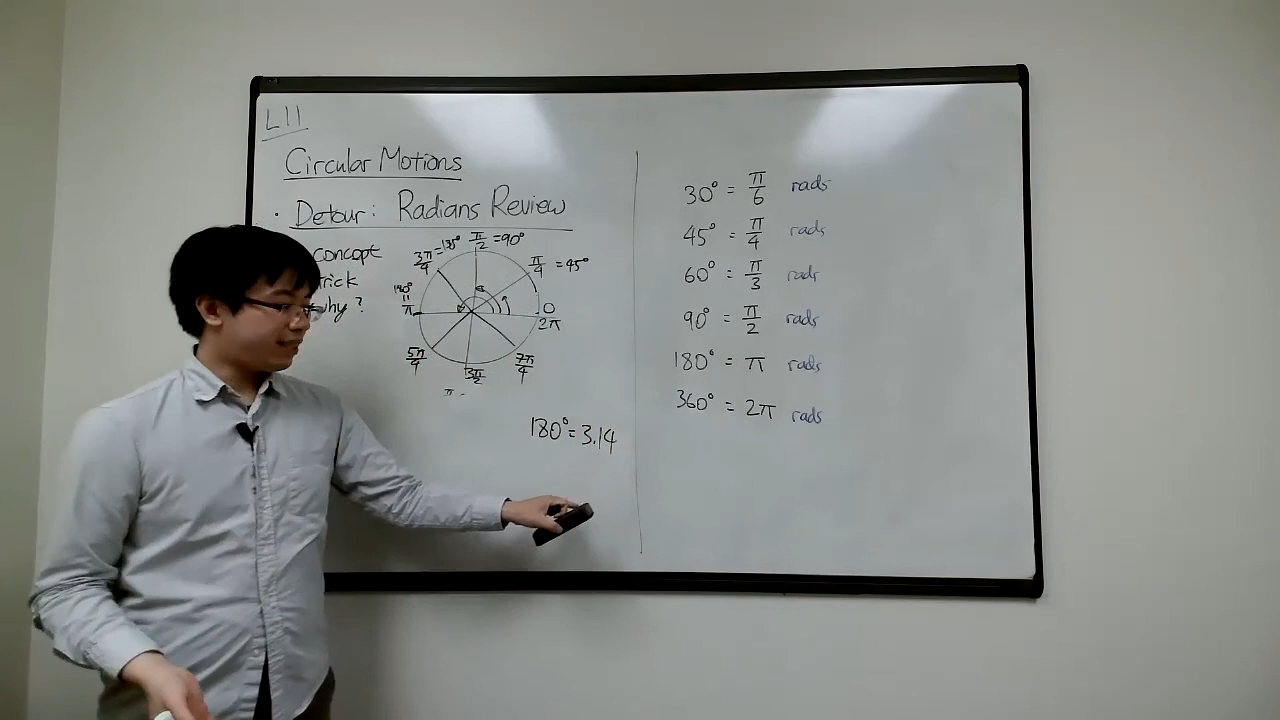 L11
Circular Motions
· Detour: Radians Review
concept
rick
why?
π/2 = 90°
3π/4 = 135°
π/4 = 45°
180°
=
π
0
2π
5π/4
3π/2
7π/4
π -
180° = 3.14
30° = π/6 rads
45° = π/4 rads
60° = π/3 rads
90° = π/2 rads
180° = π rads
360° = 2π rads